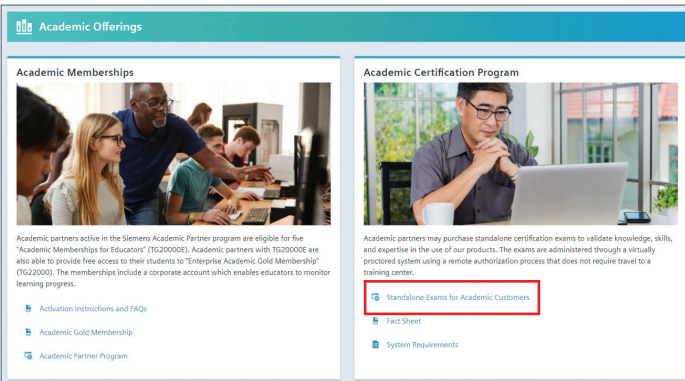 Academic Offerings
Academic Memberships
Academic partners active in the Siemens Academic Partner program are eligible for five
"Academic Memberships for Educators" (TG20000E). Academic partners with TG20000E are
also able to provide free access to their students to "Enterprise Academic Gold Membership"
(TG22000). The memberships include a corporate account which enables educators to monitor
learning progress.
Activation Instructions and FAQs
Academic Gold Membership
Academic Partner Program
Academic Certification Program
Academic partners may purchase standalone certification exams to validate knowledge, skills,
and expertise in the use of our products. The exams are administered through a virtually
proctored system using a remote authorization process that does not require travel to a
training center.
Standalone Exams for Academic Customers
Fact Sheet
System Requirements